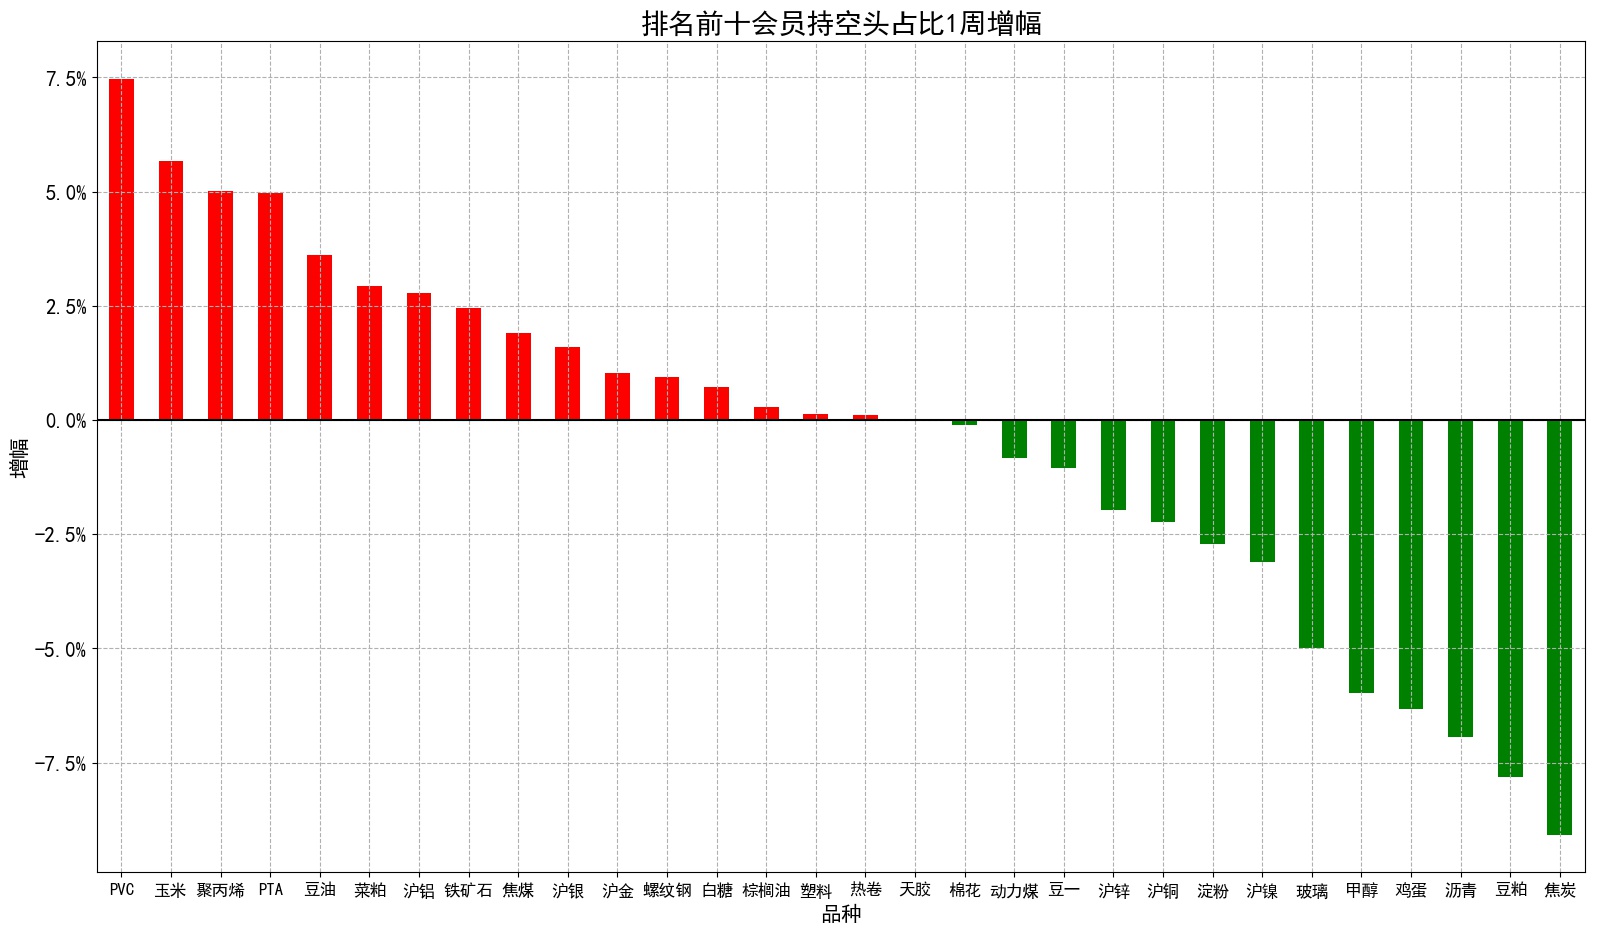 排名前十会员持空头占比1周增幅
7.5%
5.0%
2.5%
0.0%
−2.5%
−5.0%
−7.5%
增幅
PVC 玉米 聚丙烯 PTA 豆油 菜粕 沪铝 铁矿石 焦煤 沪银 沪金 螺纹钢 白糖 棕榈油 塑料 热卷 天胶 棉花 动力煤 豆一 沪锌 沪铜 淀粉 沪镍 玻璃 甲醇 鸡蛋 沥青 豆粕 焦炭
品种